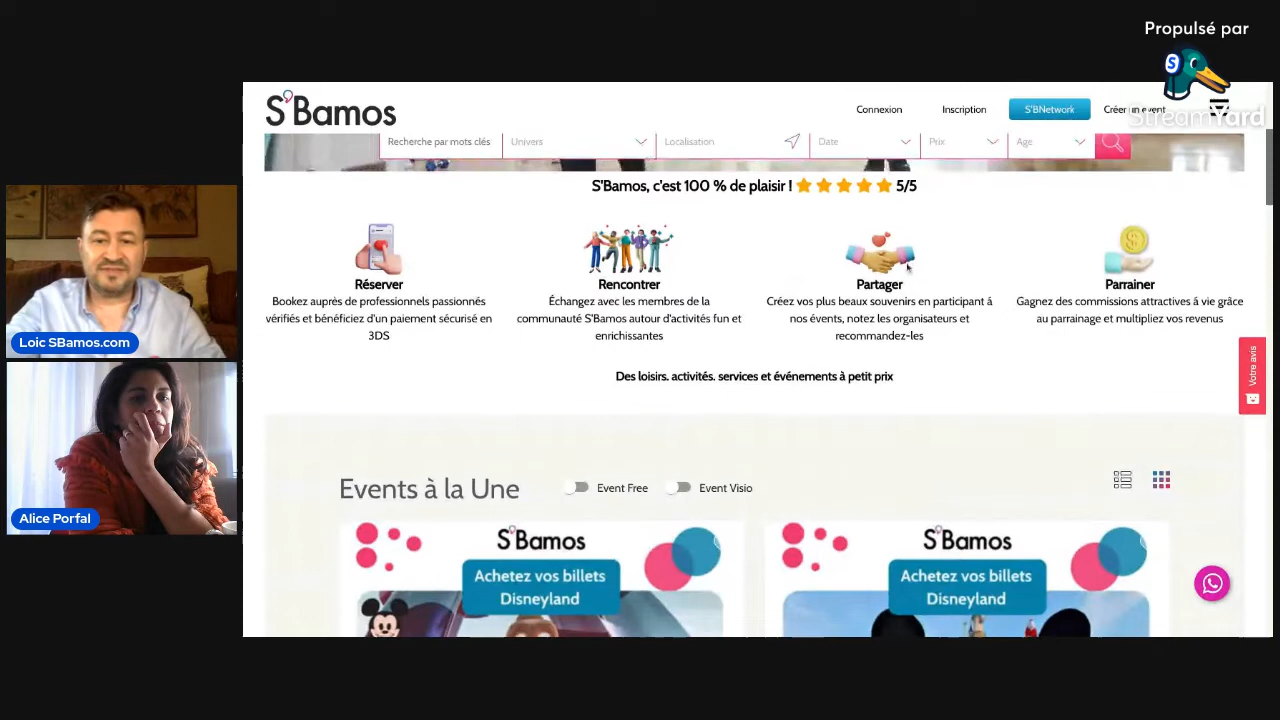 Propulsé par
StreamYard
S'Bamos
Connexion
Inscription
S'BNetwork
Créer un event
Recherche par mots clés
Univers
Localisation
Date
Prix
Age
S'Bamos, c'est 100 % de plaisir ! 5/5
Réserver
Bookez auprès de professionnels passionnés
vérifiés et bénéficiez d'un paiement sécurisé en
3DS
Rencontrer
Échangez avec les membres de la
communauté S'Bamos autour d'activités fun et
enrichissantes
Partager
Créez vos plus beaux souvenirs en participant á
nos évents, notez les organisateurs et
recommandez-les
Parrainer
Gagnez des commissions attractives á vie grâce
au parrainage et multipliez vos revenus
Votre avis
Des loisirs. activités. services et événements à petit prix
Events à la Une
Event Free
Event Visio
S'Bamos
Achetez vos billets
Disneyland
S'Bamos
Achetez vos billets
Disneyland
Loic SBamos.com
Alice Porfal